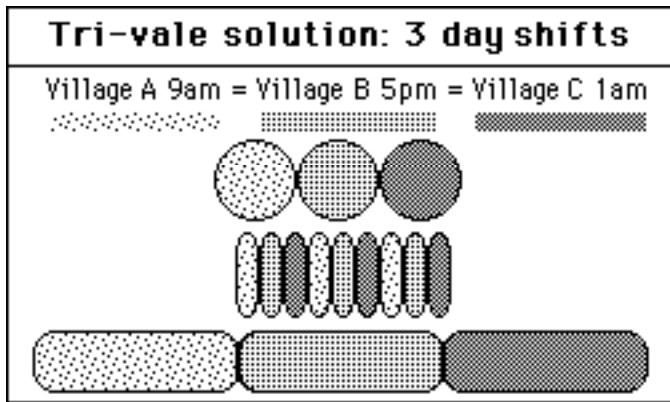 Tri-vale solution: 3 day shifts
Village A 9am = Village B 5pm = Village C 1am